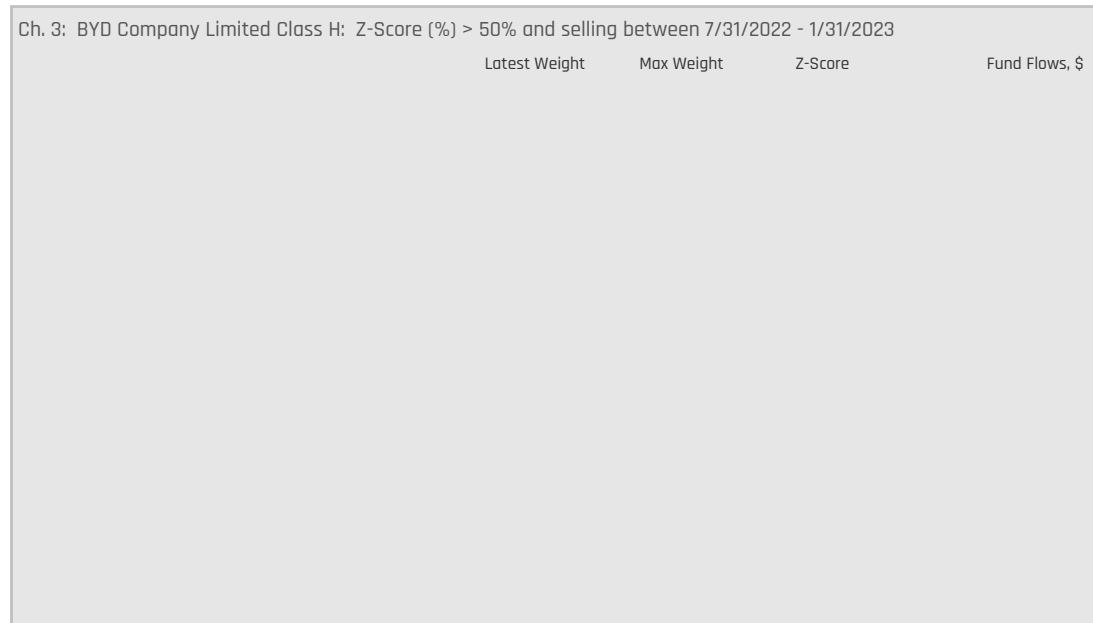 Ch. 3: BYD Company Limited Class H: Z-Score (%) > 50% and selling between 7/31/2022 - 1/31/2023
Latest Weight Max Weight Z-Score Fund Flows, $